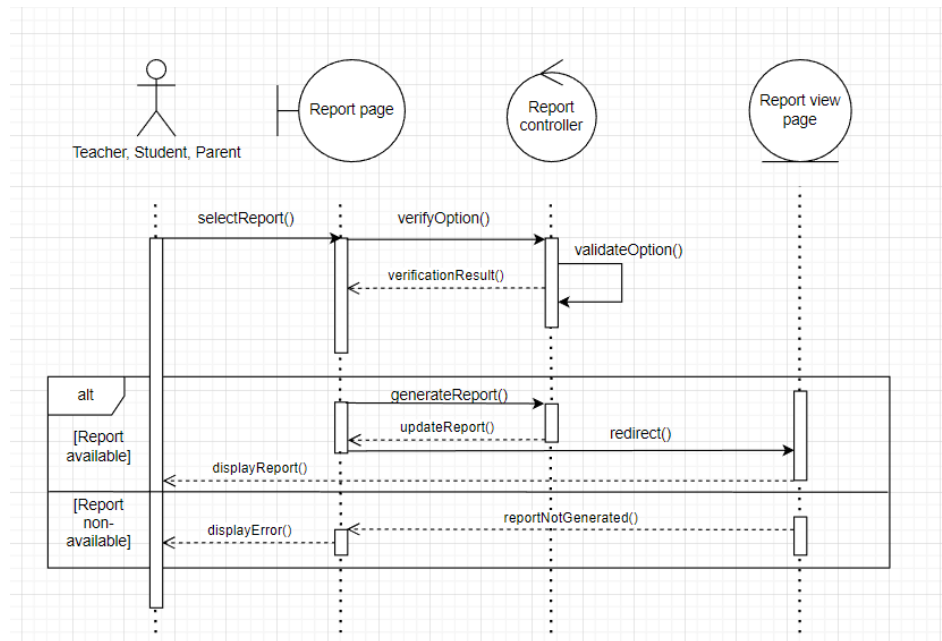 Teacher, Student, Parent
Report page
Report
controller
Report view
page
selectReport()
verifyOption()
validateOption()
verificationResult()
alt
[Report
available]
generateReport()
updateReport()
redirect()
displayReport()
[Report
non-
available]
reportNotGenerated()
displayError()